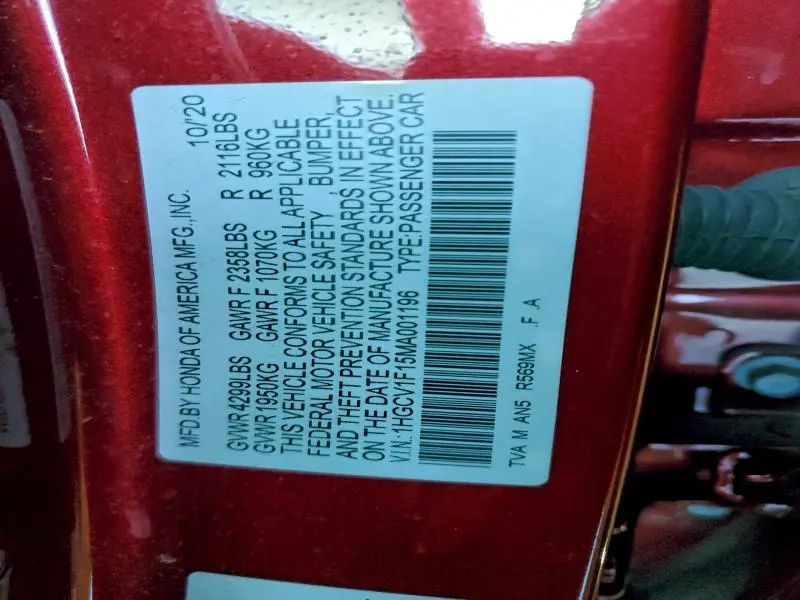 MFD.BY HONDA OF AMERICA MFG.,INC. 10/'20
GVWR 4299LBS GAWR F 2358LBS R 2116LBS
GVWR 1950KG GAWR F 1070KG R 960KG
THIS VEHICLE CONFORMS TO ALL APPLICABLE
FEDERAL MOTOR VEHICLE SAFETY , BUMPER,
AND THEFT PREVENTION STANDARDS IN EFFECT
ON THE DATE OF MANUFACTURE SHOWN ABOVE.
V.I.N.:1HGCV1F15MA001196 TYPE:PASSENGER CAR
TVA M AN5 R569MX .F .A